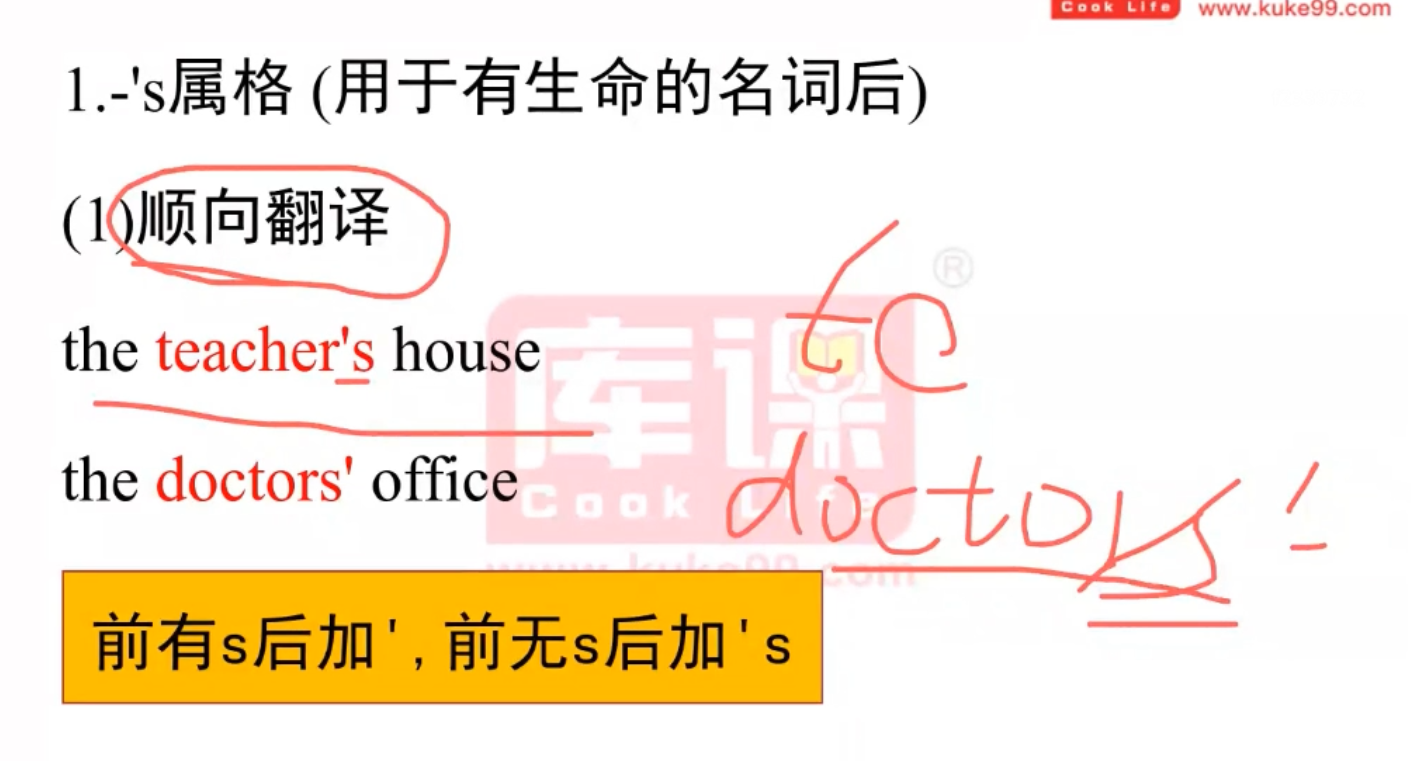 Cook Life www.kuke99.com
1.-'s属格 (用于有生命的名词后)
(1)顺向翻译
the teacher's house
te
®
库课
the doctors' office
doctors '
Cook Life
www.kuke99.com
前有s后加', 前无s后加's